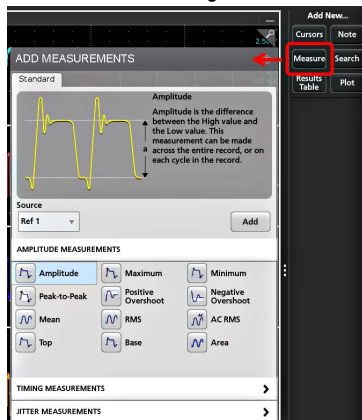 Add New...
2.5
Cursors Note
ADD MEASUREMENTS
Measure Search
Standard
Results Table Plot
Amplitude
Amplitude is the difference
between the High value and
the Low value. This
measurement can be made
a across the entire record, or on
each cycle in the record.
Source
Ref 1
Add
AMPLITUDE MEASUREMENTS
Amplitude Maximum Minimum
Peak-to-Peak Positive Overshoot Negative Overshoot
Mean RMS AC RMS
Top Base Area
TIMING MEASUREMENTS
JITTER MEASUREMENTS